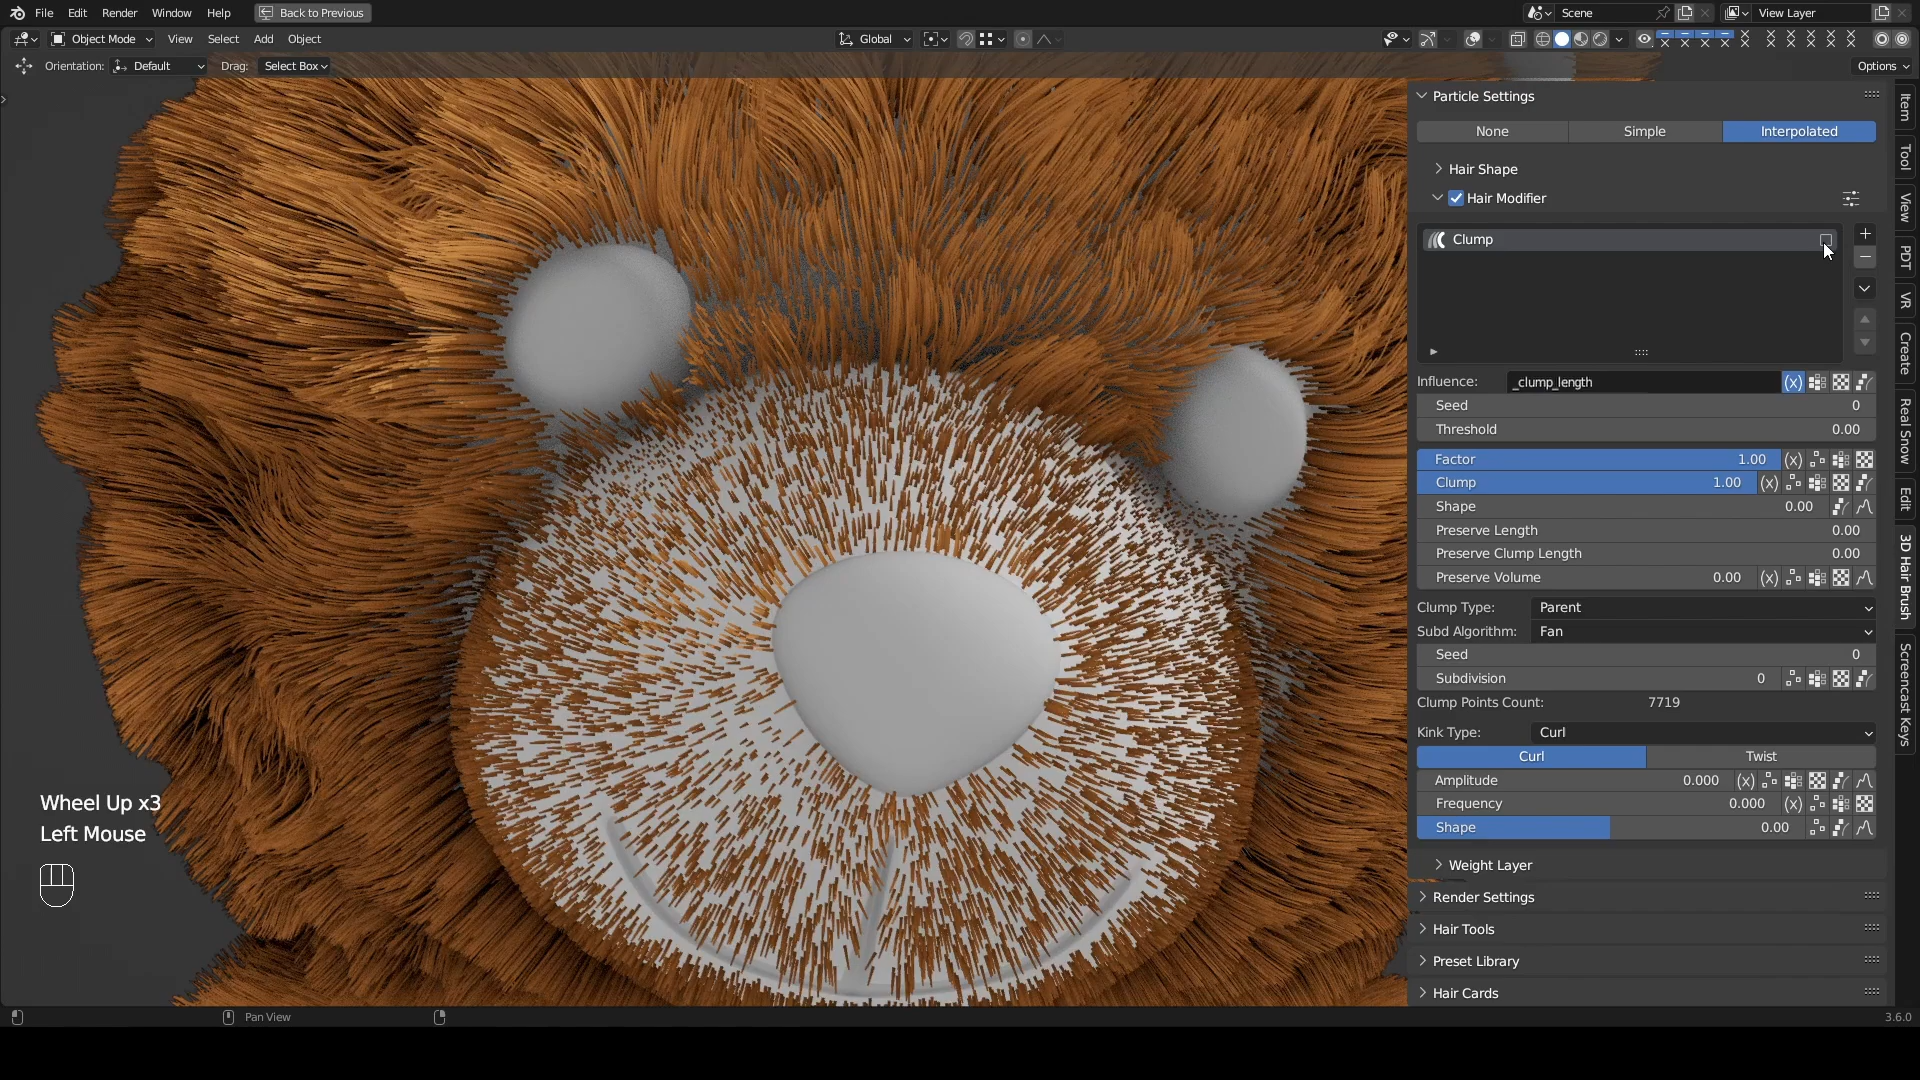 File Edit Render Window Help Back to Previous Scene View Layer
Object Mode View Select Add Object Global
Orientation: Default Drag: Select Box Options
Particle Settings
None Simple Interpolated
Hair Shape
Hair Modifier
Clump
Influence: _clump_length (x)
Seed 0
Threshold 0.00
Factor 1.00 (x)
Clump 1.00 (x)
Shape 0.00
Preserve Length 0.00
Preserve Clump Length 0.00
Preserve Volume 0.00 (x)
Clump Type: Parent
Subd Algorithm: Fan
Seed 0
Subdivision 0
Clump Points Count: 7719
Kink Type: Curl
Curl Twist
Amplitude 0.000 (x)
Frequency 0.000 (x)
Shape 0.00
Weight Layer
Render Settings
Hair Tools
Preset Library
Hair Cards
Item
Tool
View
PDT
VR
Create
Real Snow
Edit
3D Hair Brush
Screencast Keys
Wheel Up x3
Left Mouse
Pan View 3.6.0